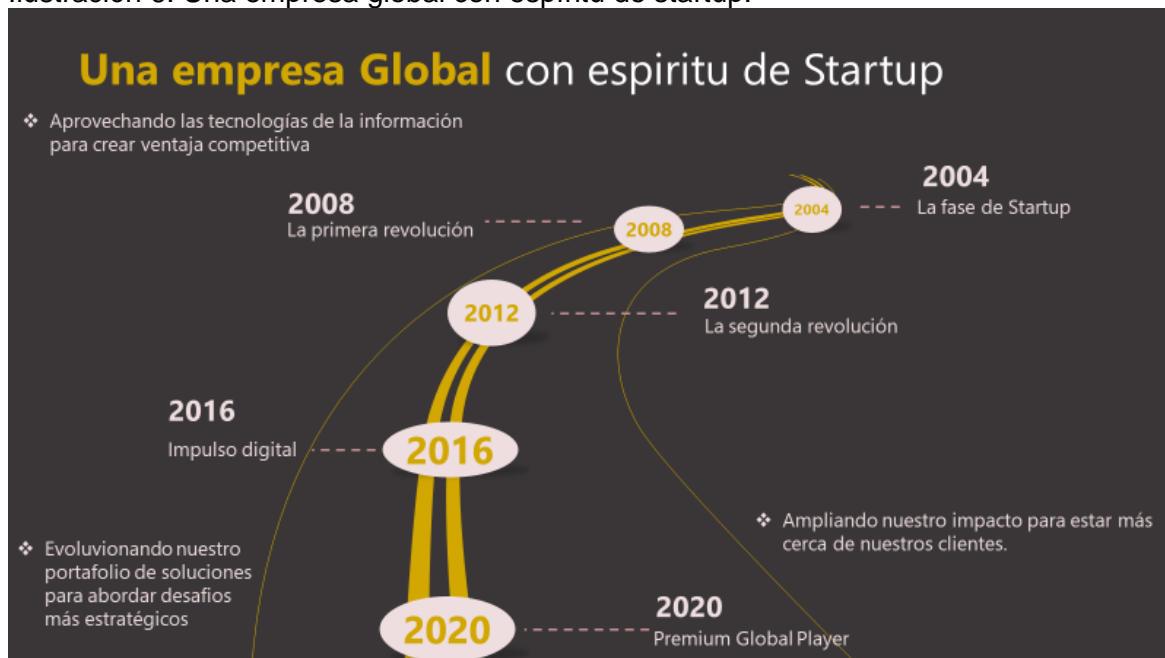 Una empresa Global con espiritu de Startup
❖ Aprovechando las tecnologías de la información
para crear ventaja competitiva
2004
La fase de Startup
2004
2008
La primera revolución
2008
2012
2012
La segunda revolución
2016
Impulso digital
2016
❖ Ampliando nuestro impacto para estar más
cerca de nuestros clientes.
❖ Evoluvionando nuestro
portafolio de soluciones
para abordar desafios
más estratégicos
2020
2020
Premium Global Player